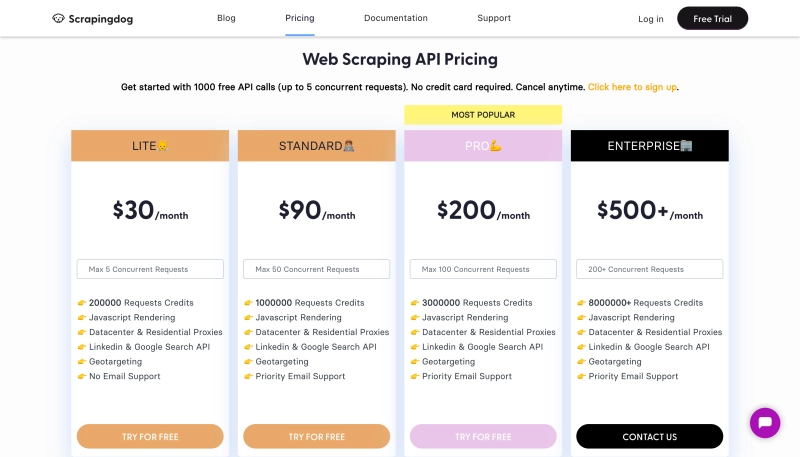 Scrapingdog
Blog
Pricing
Documentation
Support
Log in
Free Trial
Web Scraping API Pricing
Get started with 1000 free API calls (up to 5 concurrent requests). No credit card required. Cancel anytime. Click here to sign up.
MOST POPULAR
LITE
$30/month
Max 5 Concurrent Requests
200000 Requests Credits
Javascript Rendering
Datacenter & Residential Proxies
Linkedin & Google Search API
Geotargeting
No Email Support
TRY FOR FREE
STANDARD
$90/month
Max 50 Concurrent Requests
1000000 Requests Credits
Javascript Rendering
Datacenter & Residential Proxies
Linkedin & Google Search API
Geotargeting
Priority Email Support
TRY FOR FREE
PRO
$200/month
Max 100 Concurrent Requests
3000000 Requests Credits
Javascript Rendering
Datacenter & Residential Proxies
Linkedin & Google Search API
Geotargeting
Priority Email Support
TRY FOR FREE
ENTERPRISE
$500+/month
200+ Concurrent Requests
8000000+ Requests Credits
Javascript Rendering
Datacenter & Residential Proxies
Linkedin & Google Search API
Geotargeting
Priority Email Support
CONTACT US